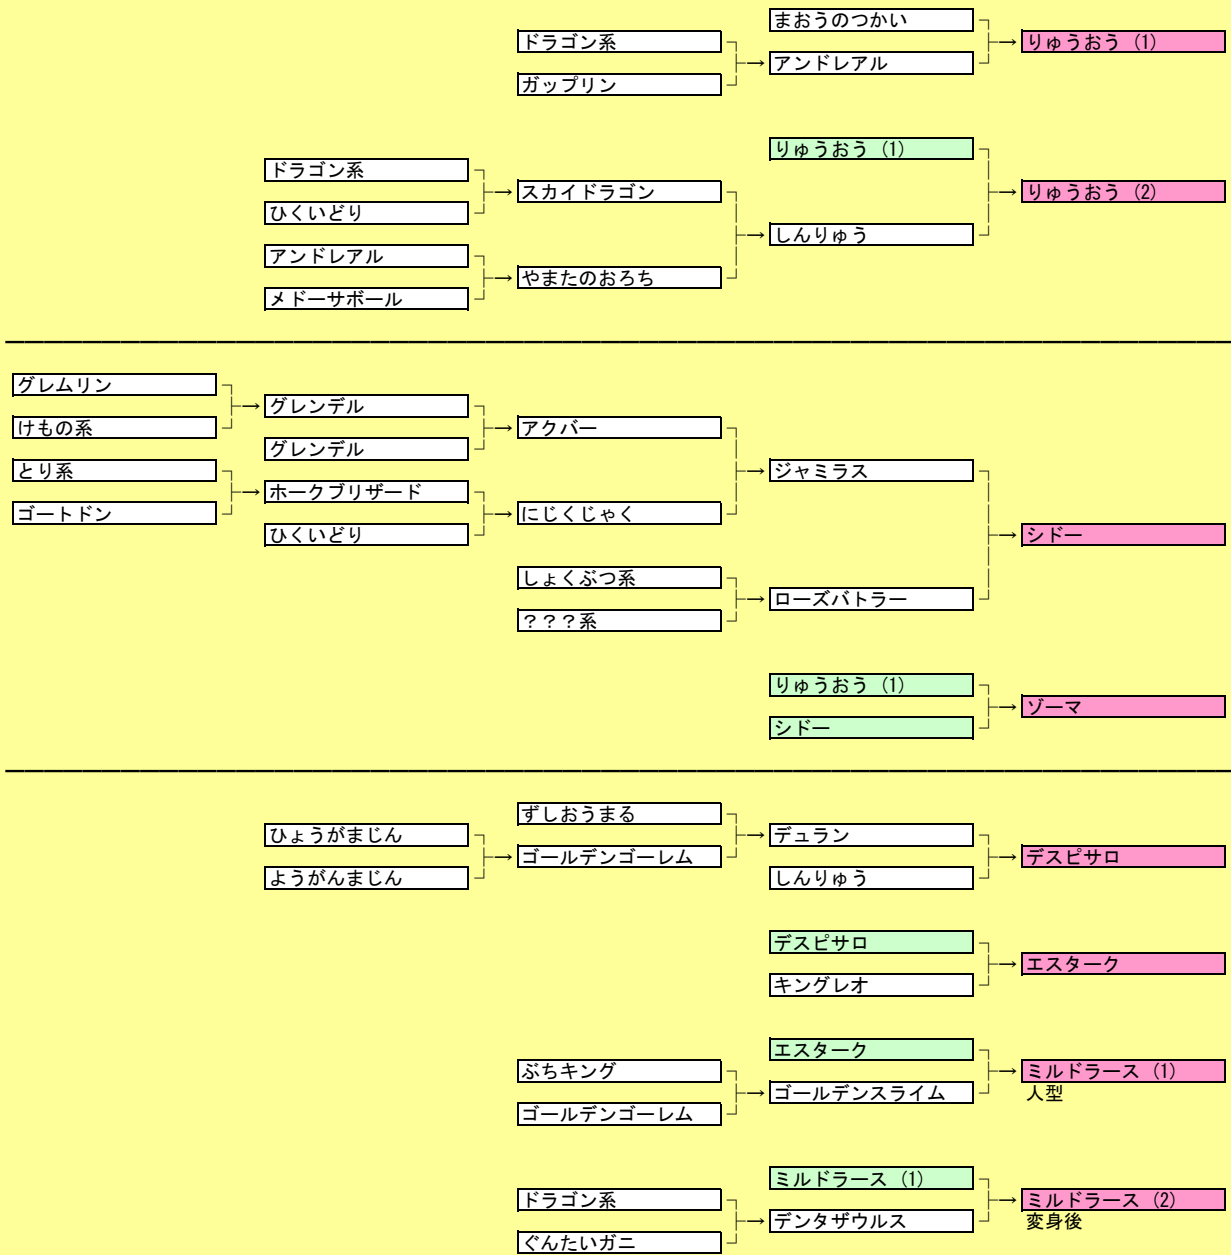 まおうのつかい
ドラゴン系 → りゅうおう (1)
ガップリン → アンドレアル
りゅうおう (1)
ドラゴン系 → スカイドラゴン → りゅうおう (2)
ひくいどり → しんりゅう
アンドレアル → やまたのおろち
メドーサボール
グレムリン → グレンデル
けもの系 → アクバー
グレンデル
とり系 → ジャミラス
ゴートドン → ホークブリザード → にじくじゃく
ひくいどり → シドー
しょくぶつ系 → ローズバトラー
？？？系
りゅうおう (1) → ゾーマ
シドー
ずしおうまる → デュラン
ひょうがまじん → ゴールデンゴーレム → デスピサロ
ようがんまじん しんりゅう
デスピサロ → エスターク
キングレオ
エスターク → ミルドラース (1)
ぶちキング → ゴールデンスライム 人型
ゴールデンゴーレム
ミルドラース (1) → ミルドラース (2)
ドラゴン系 → デンタザウルス 変身後
ぐんたいガニ